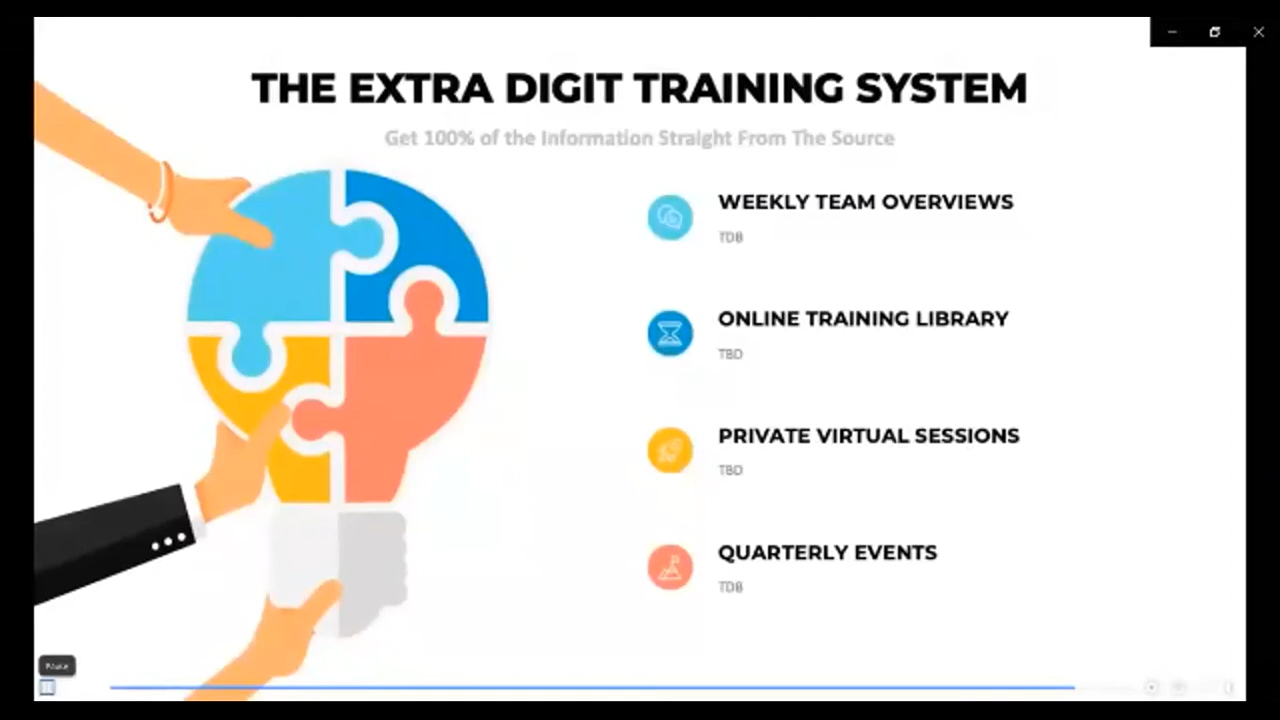 THE EXTRA DIGIT TRAINING SYSTEM
Get 100% of the Information Straight From The Source
WEEKLY TEAM OVERVIEWS
TDB
ONLINE TRAINING LIBRARY
TBD
PRIVATE VIRTUAL SESSIONS
TBD
QUARTERLY EVENTS
TDB
Pause